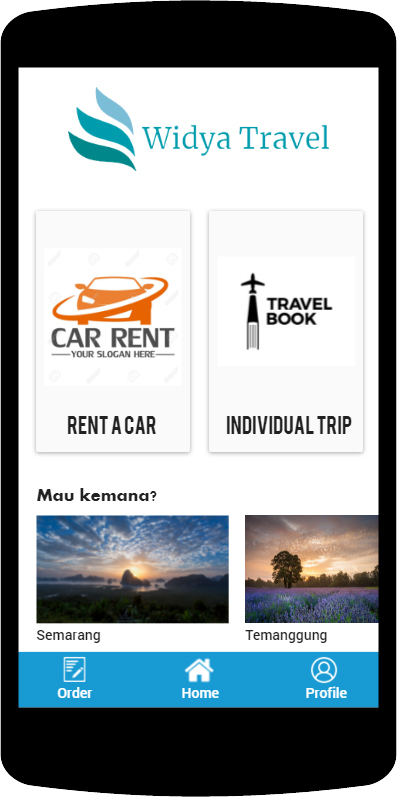 Widya Travel
CAR RENT
YOUR SLOGAN HERE
TRAVEL
BOOK
RENT A CAR
INDIVIDUAL TRIP
Mau kemana?
Semarang
Temanggung
Order
Home
Profile